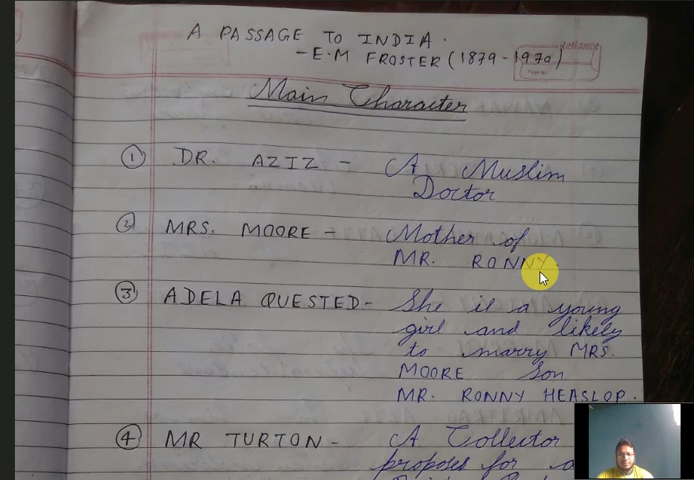 A PASSAGE TO INDIA.
- E.M FROSTER (1879-1970)
Reliance
Main Character
① DR. AZIZ - A Muslim
Doctor
② MRS. MOORE - Mother of
MR. RONNY.
③ ADELA QUESTED - She is a young
girl and likely
to marry MRS.
MOORE Son
MR. RONNY HEASLOP.
④ MR TURTON - A Collector
proposes for a